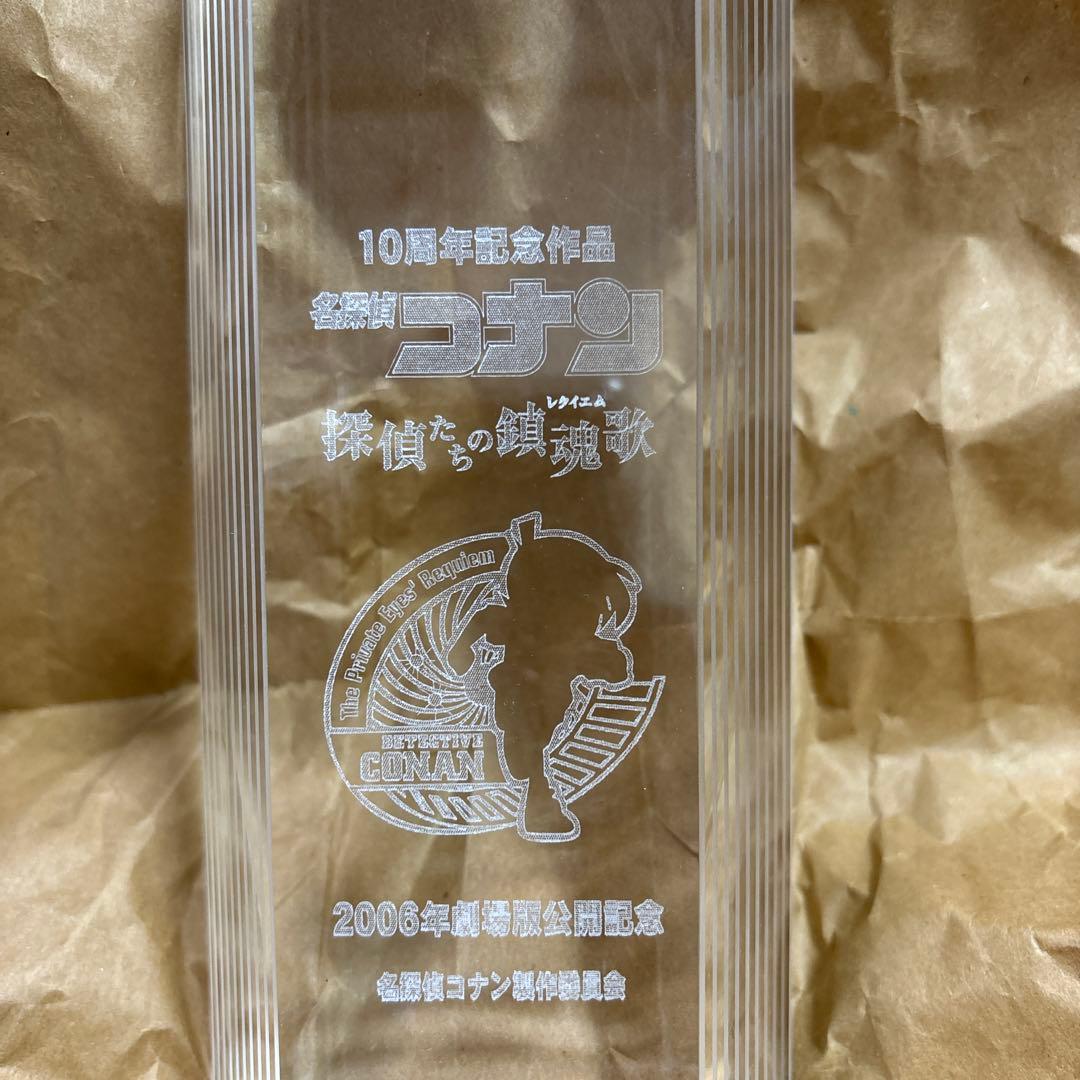 10周年記念作品
名探偵コナン
レクイエム
探偵たちの鎮魂歌
The Private Eyes' Requiem
DETECTIVE
CONAN
2006年劇場版公開記念
名探偵コナン製作委員会